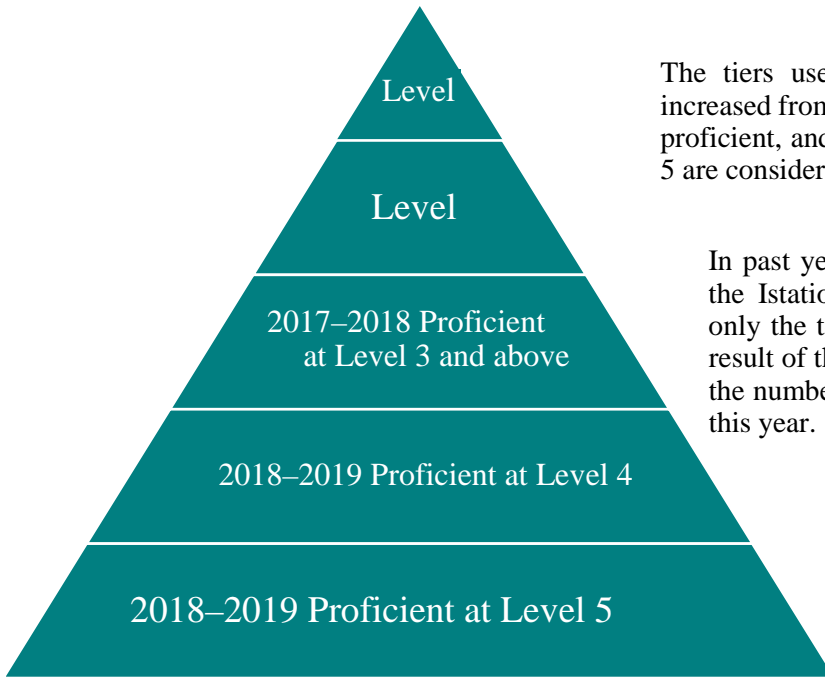 Level
Level
2017–2018 Proficient
at Level 3 and above
2018–2019 Proficient at Level 4
2018–2019 Proficient at Level 5
The tiers use
increased from
proficient, and
5 are consider
In past ye
the Istatio
only the t
result of th
the numbe
this year.